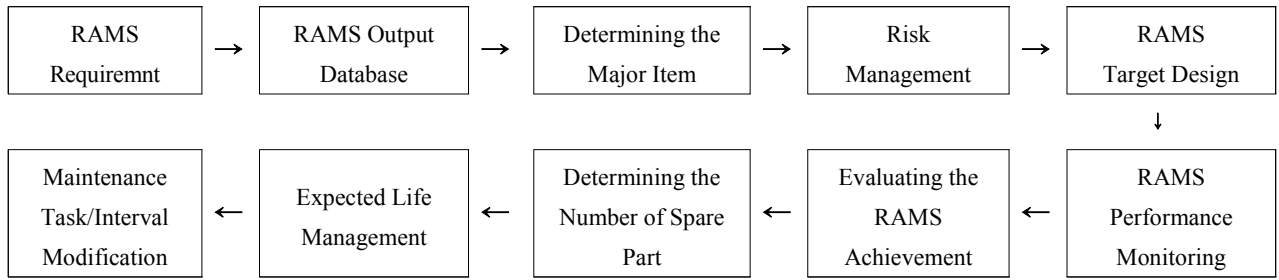 RAMS
Requiremnt
RAMS Output
Database
Determining the
Major Item
Risk
Management
RAMS
Target Design
RAMS
Performance
Monitoring
Evaluating the
RAMS
Achievement
Determining the
Number of Spare
Part
Expected Life
Management
Maintenance
Task/Interval
Modification